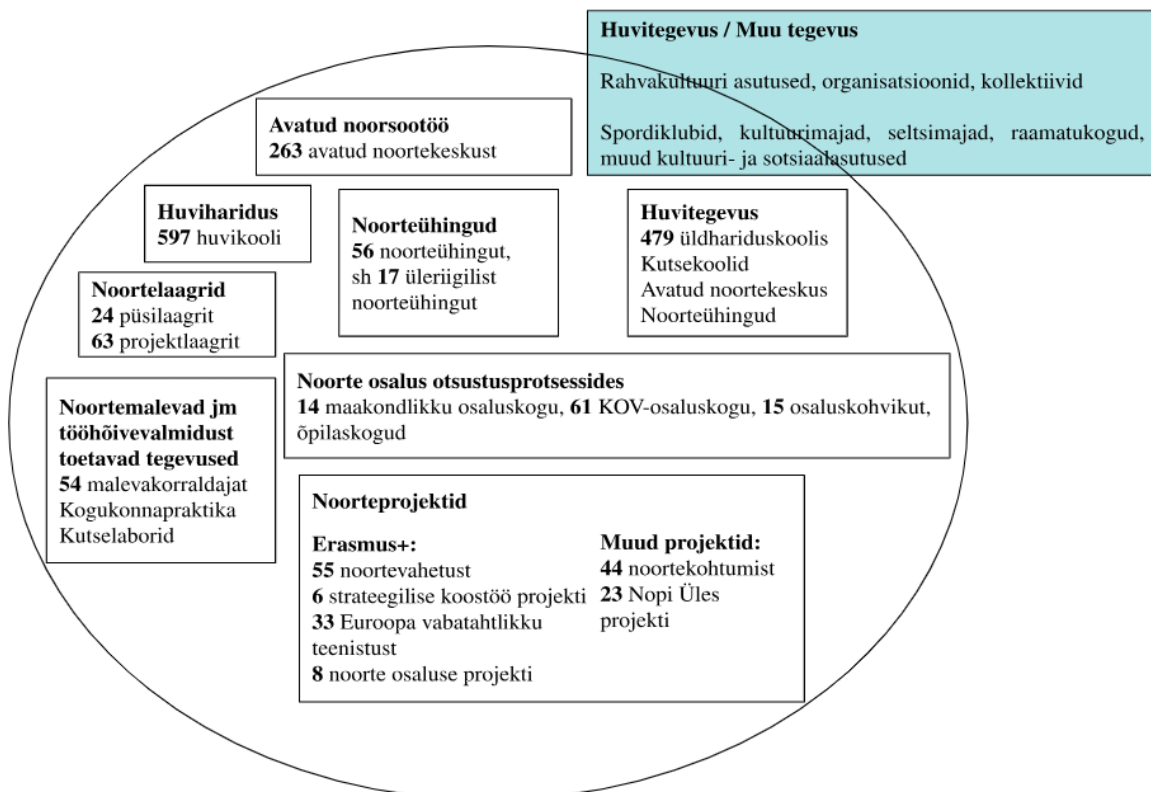 Huvitegevus / Muu tegevus
Rahvakultuuri asutused, organisatsioonid, kollektiivid
Spordiklubid, kultuurimajad, seltsimajad, raamatukogud,
muud kultuuri- ja sotsiaalasutused
Avatud noorsootöö
263 avatud noortekeskust
Huviharidus
597 huvikooli
Noorteühingud
56 noorteühingut,
sh 17 üleriigilist
noorteühingut
Huvitegevus
479 üldhariduskoolis
Kutsekoolid
Avatud noortekeskus
Noorteühingud
Noortelaagrid
24 püsilaagrit
63 projektlaagrit
Noorte osalus otsustusprotsessides
14 maakondlikku osaluskogu, 61 KOV-osaluskogu, 15 osaluskohvikut,
õpilaskogud
Noortemalevad jm
tööhõivevalmidust
toetavad tegevused
54 malevakorraldajat
Kogukonnapraktika
Kutselaborid
Noorteprojektid
Erasmus+:
55 noortevahetust
6 strateegilise koostöö projekti
33 Euroopa vabatahtlikku
teenistust
8 noorte osaluse projekti
Muud projektid:
44 noortekohtumist
23 Nopi Üles
projekti